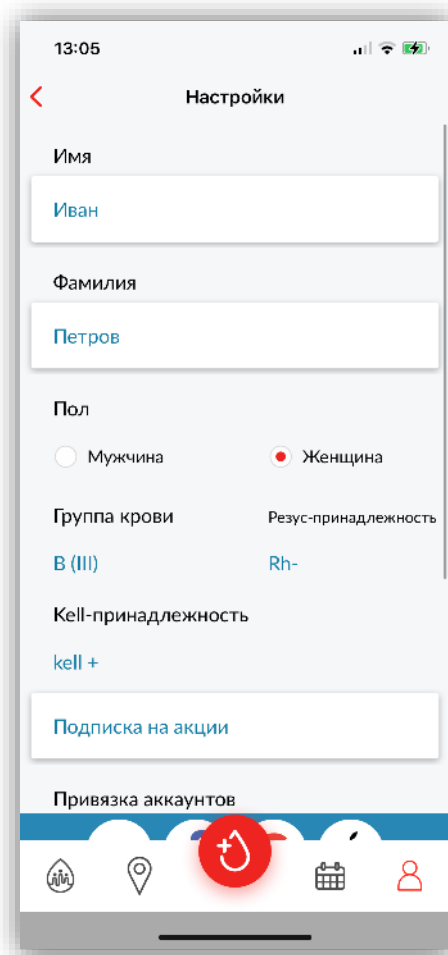 13:05
Настройки
Имя
Иван
Фамилия
Петров
Пол
Мужчина Женщина
Группа крови Резус-принадлежность
B (III) Rh-
Kell-принадлежность
kell +
Подписка на акции
Привязка аккаунтов